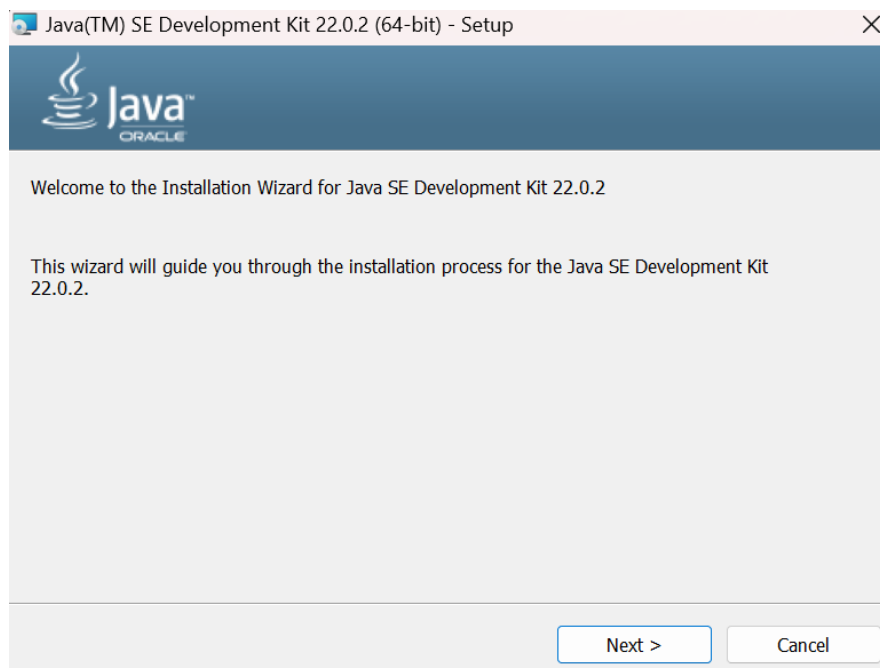 Java(TM) SE Development Kit 22.0.2 (64-bit) - Setup
Java™
ORACLE
Welcome to the Installation Wizard for Java SE Development Kit 22.0.2
This wizard will guide you through the installation process for the Java SE Development Kit
22.0.2.
Next >
Cancel